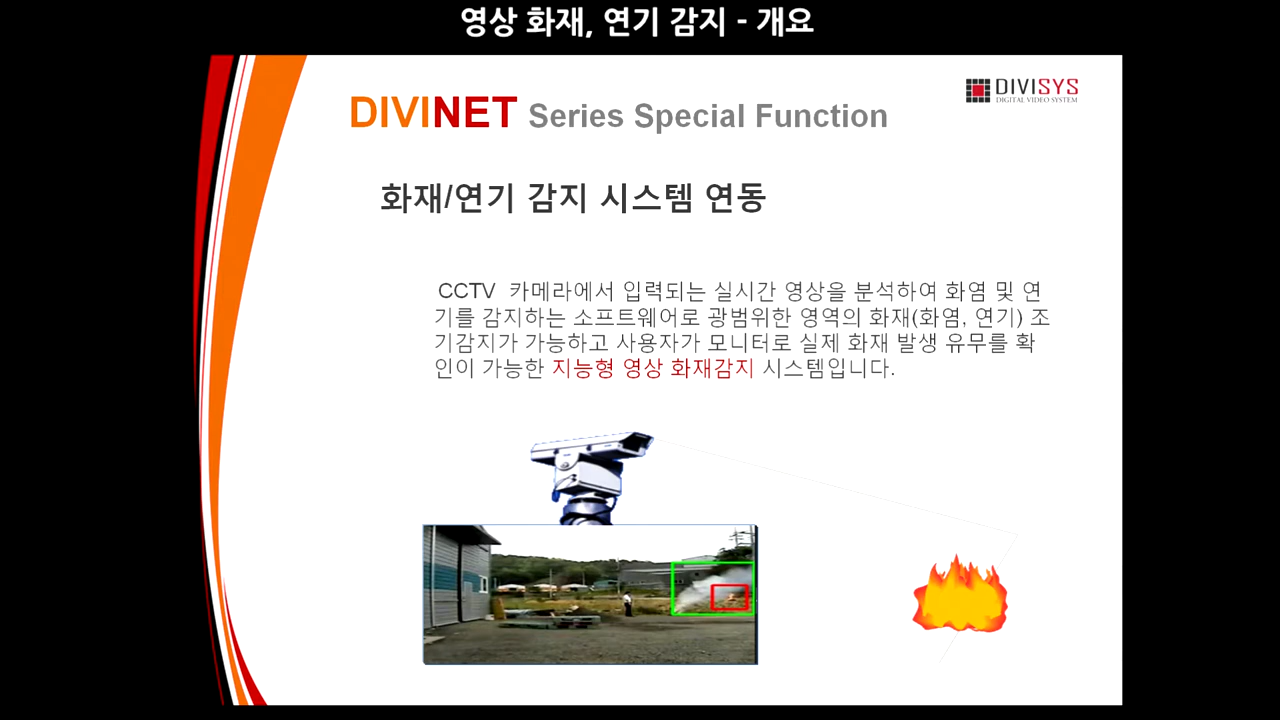 영상 화재, 연기 감지 - 개요
DIVISYS
DIGITAL VIDEO SYSTEM
DIVINET Series Special Function
화재/연기 감지 시스템 연동
CCTV 카메라에서 입력되는 실시간 영상을 분석하여 화염 및 연
기를 감지하는 소프트웨어로 광범위한 영역의 화재(화염, 연기) 조
기감지가 가능하고 사용자가 모니터로 실제 화재 발생 유무를 확
인이 가능한 지능형 영상 화재감지 시스템입니다.